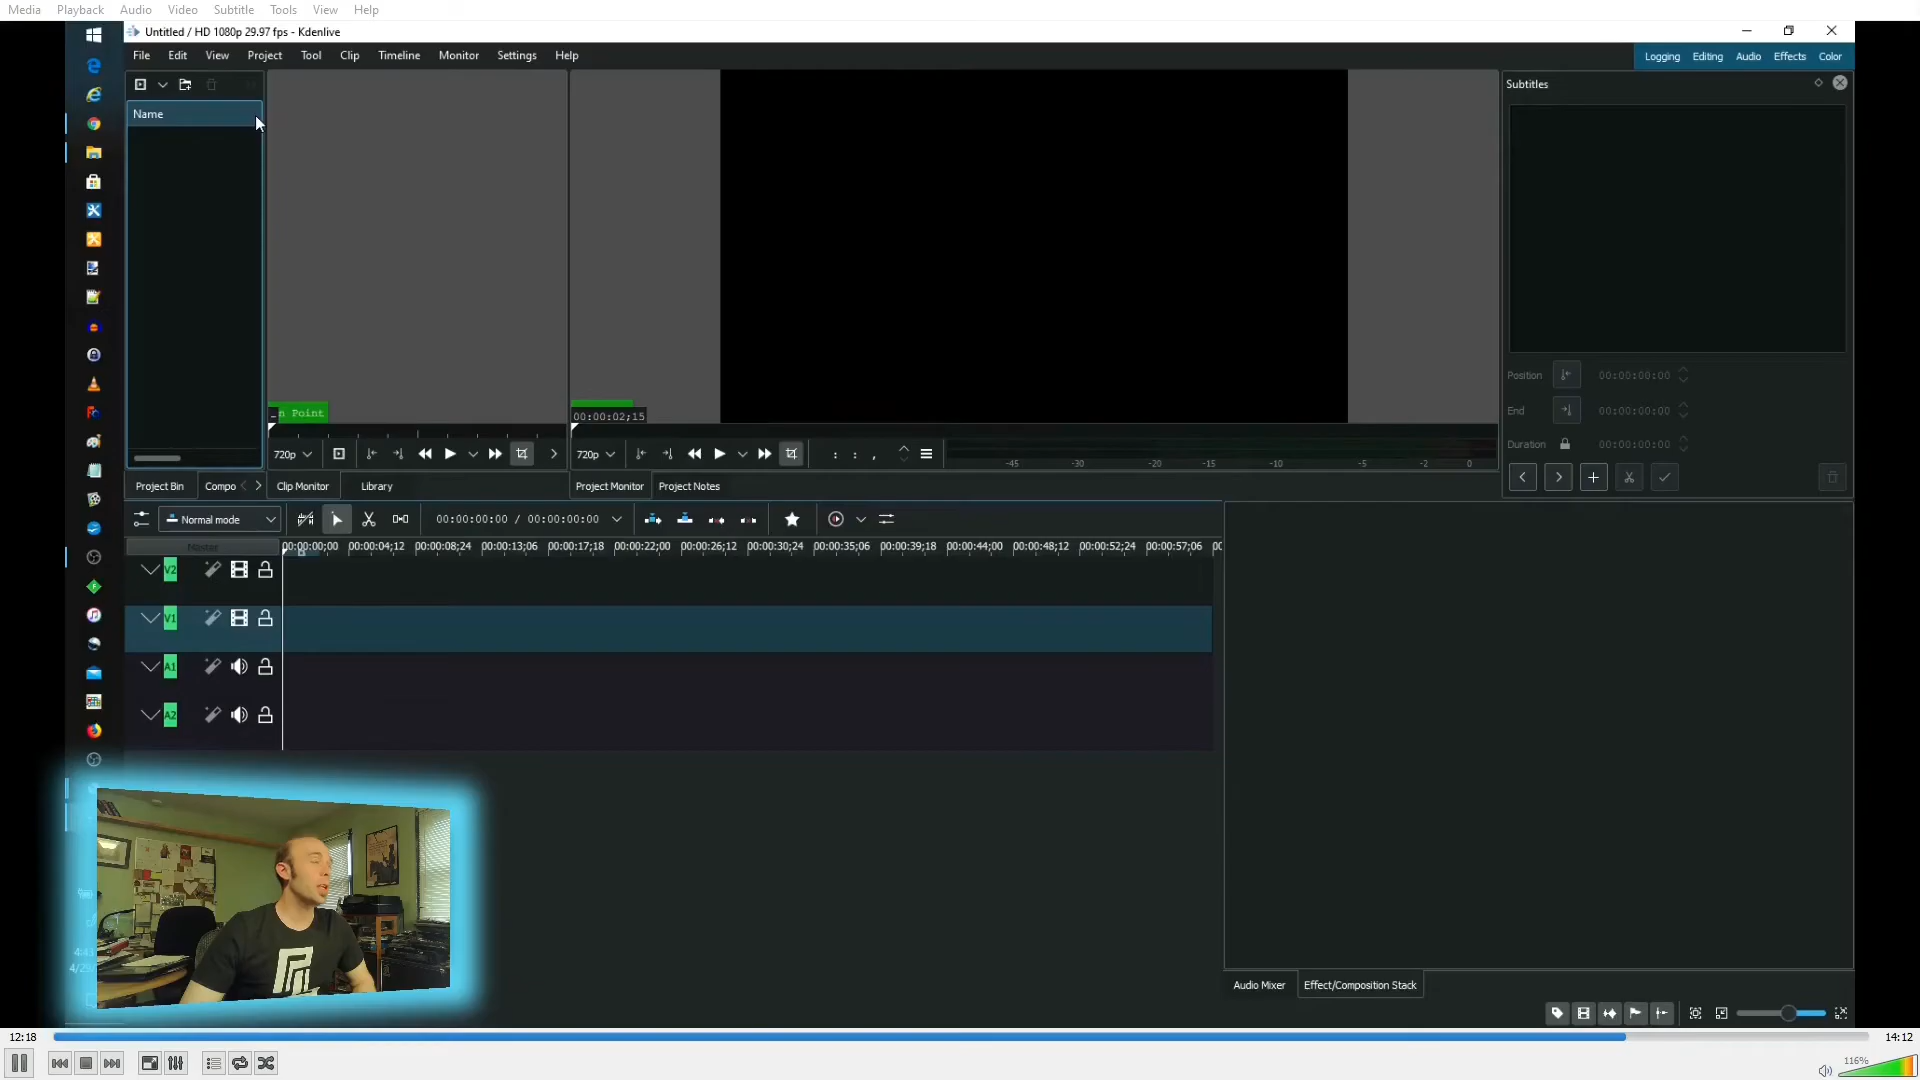 Media Playback Audio Video Subtitle Tools View Help
Untitled / HD 1080p 29.97 fps - Kdenlive
File Edit View Project Tool Clip Timeline Monitor Settings Help
Logging Editing Audio Effects Color
Name
Subtitles
n Point
00:00:02;15
Position 00:00:00:00
End 00:00:00:00
Duration 00:00:00:00
720p
720p : : ,
-45 -30 -20 -15 -10 -5 -2 0
Project Bin Compo Clip Monitor Library Project Monitor Project Notes
Normal mode 00:00:00:00 / 00:00:00:00
Master
00:00:00;00 00:00:04;12 00:00:08;24 00:00:13;06 00:00:17;18 00:00:22;00 00:00:26;12 00:00:30;24 00:00:35;06 00:00:39;18 00:00:44;00 00:00:48;12 00:00:52;24 00:00:57;06
V2
V1
A1
A2
Audio Mixer Effect/Composition Stack
12:18 14:12
116%